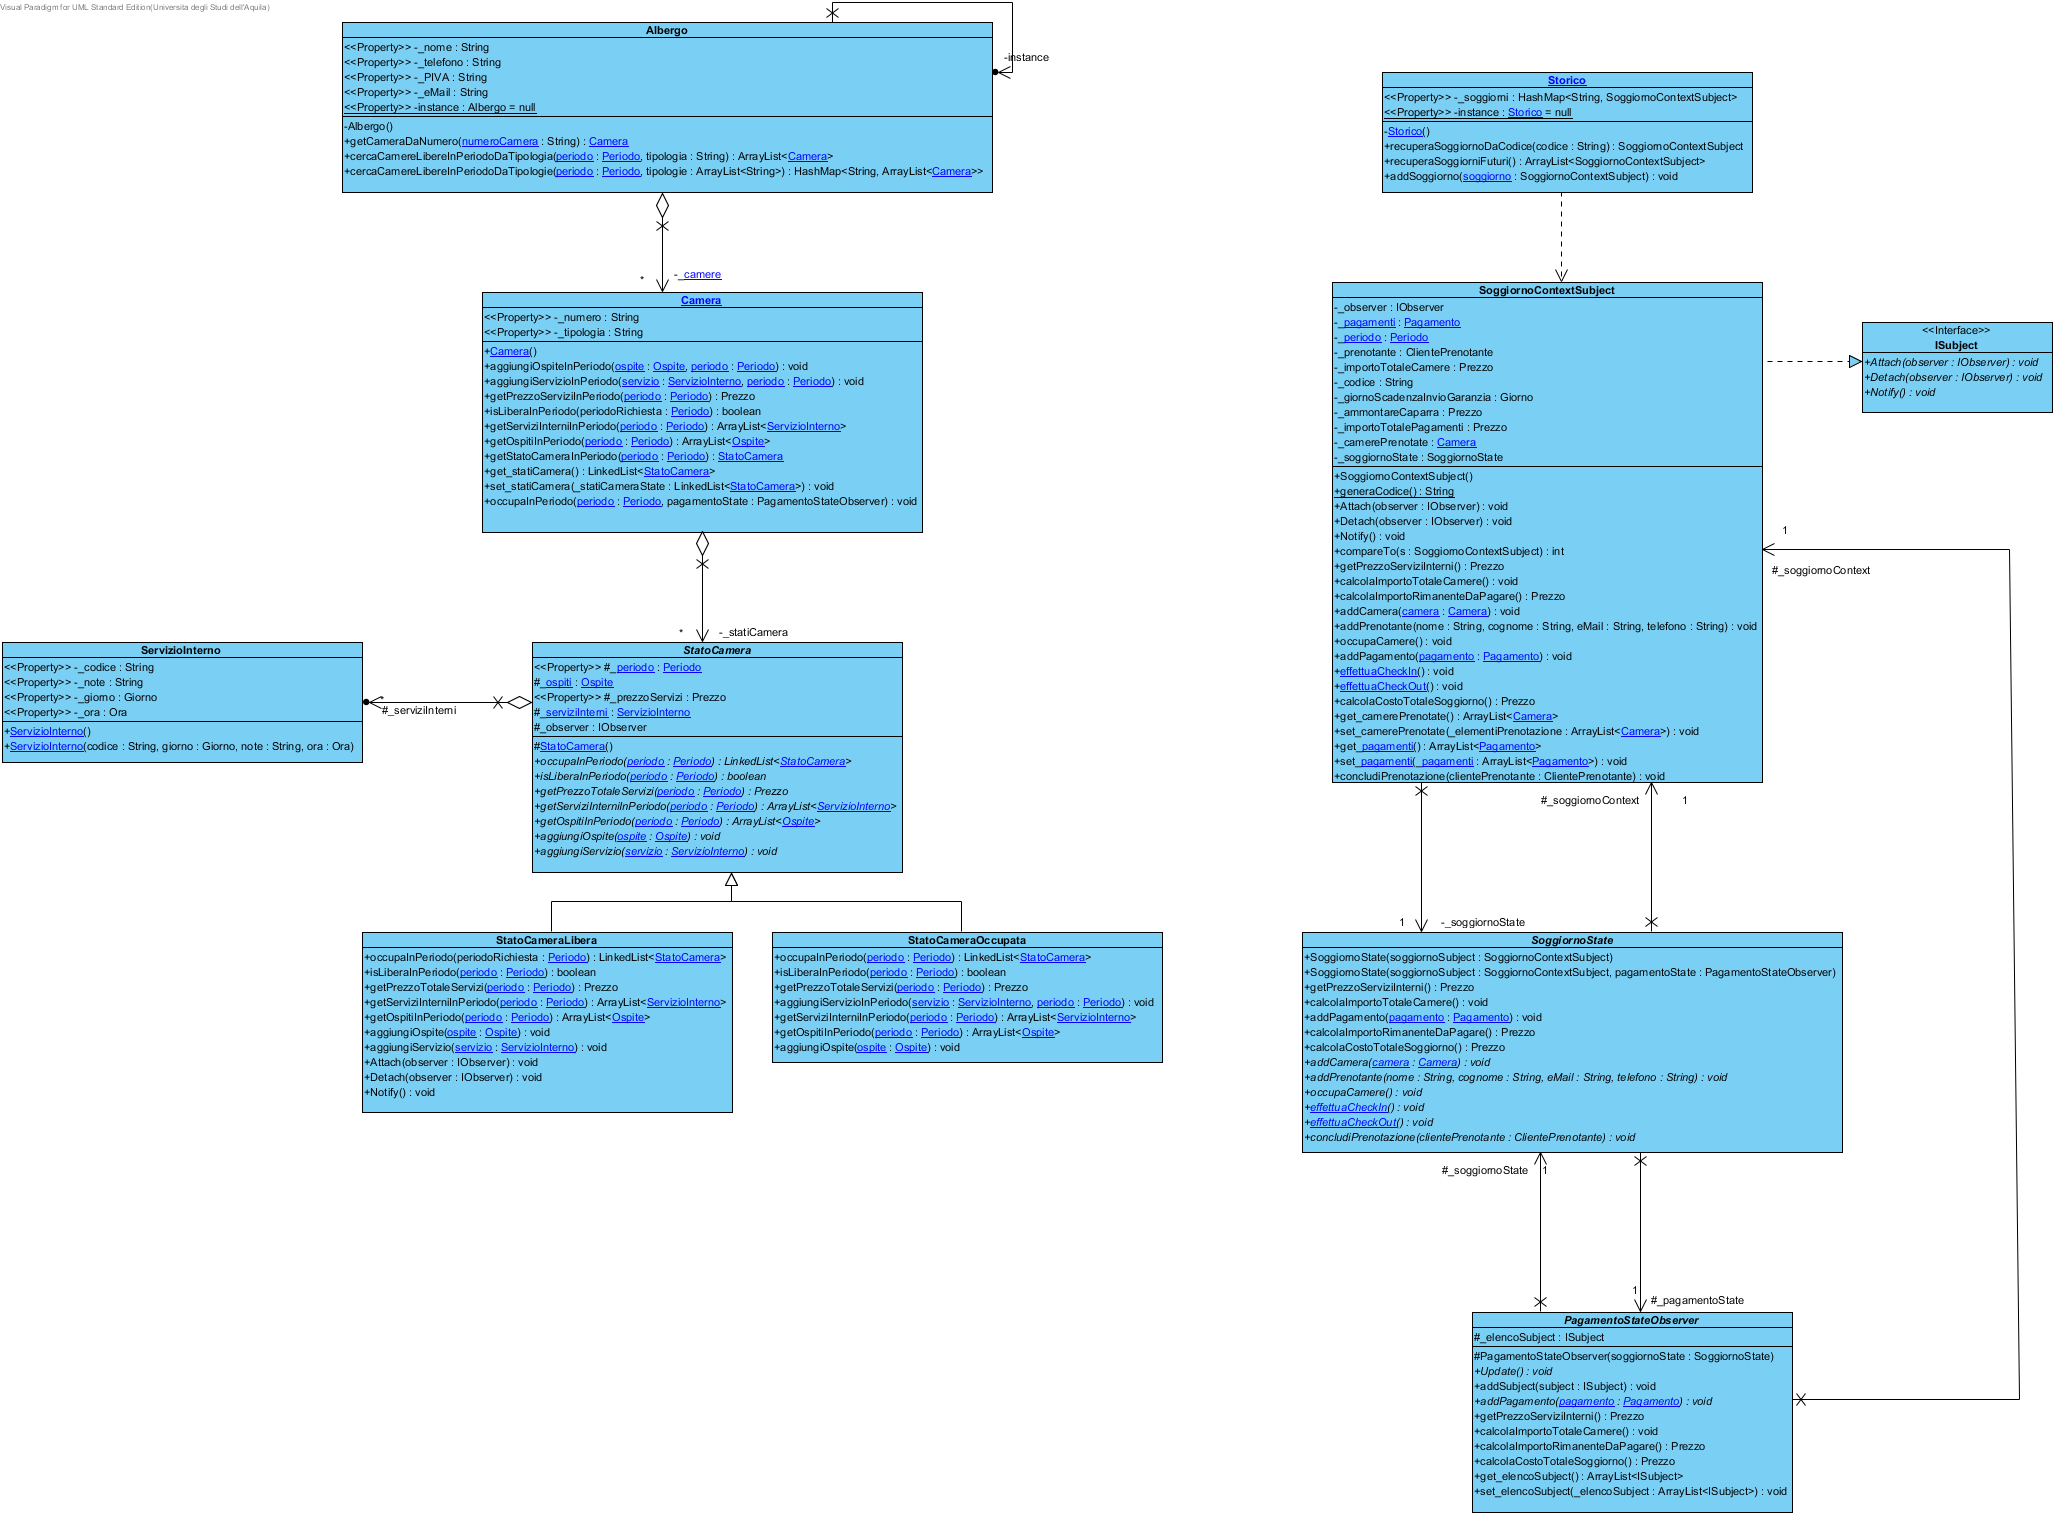 Visual Paradigm for UML Standard Edition(Universita degli Studi dell'Aquila)
Albergo
<<Property>> -_nome : String
<<Property>> -_telefono : String
<<Property>> -_PIVA : String
<<Property>> -_eMail : String
<<Property>> -instance : Albergo = null
-Albergo()
+getCameraDaNumero(numeroCamera : String) : Camera
+cercaCamereLibereInPeriodoDaTipologia(periodo : Periodo, tipologia : String) : ArrayList<Camera>
+cercaCamereLibereInPeriodoDaTipologie(periodo : Periodo, tipologie : ArrayList<String>) : HashMap<String, ArrayList<Camera>>
-instance
*
-_camere
Camera
<<Property>> -_numero : String
<<Property>> -_tipologia : String
+Camera()
+aggiungiOspiteInPeriodo(ospite : Ospite, periodo : Periodo) : void
+aggiungiServizioInPeriodo(servizio : ServizioInterno, periodo : Periodo) : void
+getPrezzoServiziInPeriodo(periodo : Periodo) : Prezzo
+isLiberaInPeriodo(periodoRichiesta : Periodo) : boolean
+getServiziInterniInPeriodo(periodo : Periodo) : ArrayList<ServizioInterno>
+getOspitiInPeriodo(periodo : Periodo) : ArrayList<Ospite>
+getStatoCameraInPeriodo(periodo : Periodo) : StatoCamera
+get_statiCamera() : LinkedList<StatoCamera>
+set_statiCamera(_statiCameraState : LinkedList<StatoCamera>) : void
+occupaInPeriodo(periodo : Periodo, pagamentoState : PagamentoStateObserver) : void
*
-_statiCamera
ServizioInterno
<<Property>> -_codice : String
<<Property>> -_note : String
<<Property>> -_giorno : Giorno
<<Property>> -_ora : Ora
+ServizioInterno()
+ServizioInterno(codice : String, giorno : Giorno, note : String, ora : Ora)
*
#_serviziInterni
StatoCamera
<<Property>> #_periodo : Periodo
#_ospiti : Ospite
<<Property>> #_prezzoServizi : Prezzo
#_serviziInterni : ServizioInterno
#_observer : IObserver
#StatoCamera()
+occupaInPeriodo(periodo : Periodo) : LinkedList<StatoCamera>
+isLiberaInPeriodo(periodo : Periodo) : boolean
+getPrezzoTotaleServizi(periodo : Periodo) : Prezzo
+getServiziInterniInPeriodo(periodo : Periodo) : ArrayList<ServizioInterno>
+getOspitiInPeriodo(periodo : Periodo) : ArrayList<Ospite>
+aggiungiOspite(ospite : Ospite) : void
+aggiungiServizio(servizio : ServizioInterno) : void
StatoCameraLibera
+occupaInPeriodo(periodoRichiesta : Periodo) : LinkedList<StatoCamera>
+isLiberaInPeriodo(periodo : Periodo) : boolean
+getPrezzoTotaleServizi(periodo : Periodo) : Prezzo
+getServiziInterniInPeriodo(periodo : Periodo) : ArrayList<ServizioInterno>
+getOspitiInPeriodo(periodo : Periodo) : ArrayList<Ospite>
+aggiungiOspite(ospite : Ospite) : void
+aggiungiServizio(servizio : ServizioInterno) : void
+Attach(observer : IObserver) : void
+Detach(observer : IObserver) : void
+Notify() : void
StatoCameraOccupata
+occupaInPeriodo(periodo : Periodo) : LinkedList<StatoCamera>
+isLiberaInPeriodo(periodo : Periodo) : boolean
+getPrezzoTotaleServizi(periodo : Periodo) : Prezzo
+aggiungiServizioInPeriodo(servizio : ServizioInterno, periodo : Periodo) : void
+getServiziInterniInPeriodo(periodo : Periodo) : ArrayList<ServizioInterno>
+getOspitiInPeriodo(periodo : Periodo) : ArrayList<Ospite>
+aggiungiOspite(ospite : Ospite) : void
Storico
<<Property>> -_soggiorni : HashMap<String, SoggiornoContextSubject>
<<Property>> -instance : Storico = null
-Storico()
+recuperaSoggiornoDaCodice(codice : String) : SoggiornoContextSubject
+recuperaSoggiorniFuturi() : ArrayList<SoggiornoContextSubject>
+addSoggiorno(soggiorno : SoggiornoContextSubject) : void
SoggiornoContextSubject
-_observer : IObserver
-_pagamenti : Pagamento
-_periodo : Periodo
-_prenotante : ClientePrenotante
-_importoTotaleCamere : Prezzo
-_codice : String
-_giornoScadenzaInvioGaranzia : Giorno
-_ammontareCaparra : Prezzo
-_importoTotalePagamenti : Prezzo
-_camerePrenotate : Camera
-_soggiornoState : SoggiornoState
+SoggiornoContextSubject()
+generaCodice() : String
+Attach(observer : IObserver) : void
+Detach(observer : IObserver) : void
+Notify() : void
+compareTo(s : SoggiornoContextSubject) : int
+getPrezzoServiziInterni() : Prezzo
+calcolaImportoTotaleCamere() : void
+calcolaImportoRimanenteDaPagare() : Prezzo
+addCamera(camera : Camera) : void
+addPrenotante(nome : String, cognome : String, eMail : String, telefono : String) : void
+occupaCamere() : void
+addPagamento(pagamento : Pagamento) : void
+effettuaCheckIn() : void
+effettuaCheckOut() : void
+calcolaCostoTotaleSoggiorno() : Prezzo
+get_camerePrenotate() : ArrayList<Camera>
+set_camerePrenotate(_elementiPrenotazione : ArrayList<Camera>) : void
+get_pagamenti() : ArrayList<Pagamento>
+set_pagamenti(_pagamenti : ArrayList<Pagamento>) : void
+concludiPrenotazione(clientePrenotante : ClientePrenotante) : void
<<Interface>>
ISubject
+Attach(observer : IObserver) : void
+Detach(observer : IObserver) : void
+Notify() : void
1
#_soggiornoContext
#_soggiornoContext
1
1
-_soggiornoState
SoggiornoState
+SoggiornoState(soggiornoSubject : SoggiornoContextSubject)
+SoggiornoState(soggiornoSubject : SoggiornoContextSubject, pagamentoState : PagamentoStateObserver)
+getPrezzoServiziInterni() : Prezzo
+calcolaImportoTotaleCamere() : void
+addPagamento(pagamento : Pagamento) : void
+calcolaImportoRimanenteDaPagare() : Prezzo
+calcolaCostoTotaleSoggiorno() : Prezzo
+addCamera(camera : Camera) : void
+addPrenotante(nome : String, cognome : String, eMail : String, telefono : String) : void
+occupaCamere() : void
+effettuaCheckIn() : void
+effettuaCheckOut() : void
+concludiPrenotazione(clientePrenotante : ClientePrenotante) : void
#_soggiornoState
1
1
#_pagamentoState
PagamentoStateObserver
#_elencoSubject : ISubject
#PagamentoStateObserver(soggiornoState : SoggiornoState)
+Update() : void
+addSubject(subject : ISubject) : void
+addPagamento(pagamento : Pagamento) : void
+getPrezzoServiziInterni() : Prezzo
+calcolaImportoTotaleCamere() : void
+calcolaImportoRimanenteDaPagare() : Prezzo
+calcolaCostoTotaleSoggiorno() : Prezzo
+get_elencoSubject() : ArrayList<ISubject>
+set_elencoSubject(_elencoSubject : ArrayList<ISubject>) : void